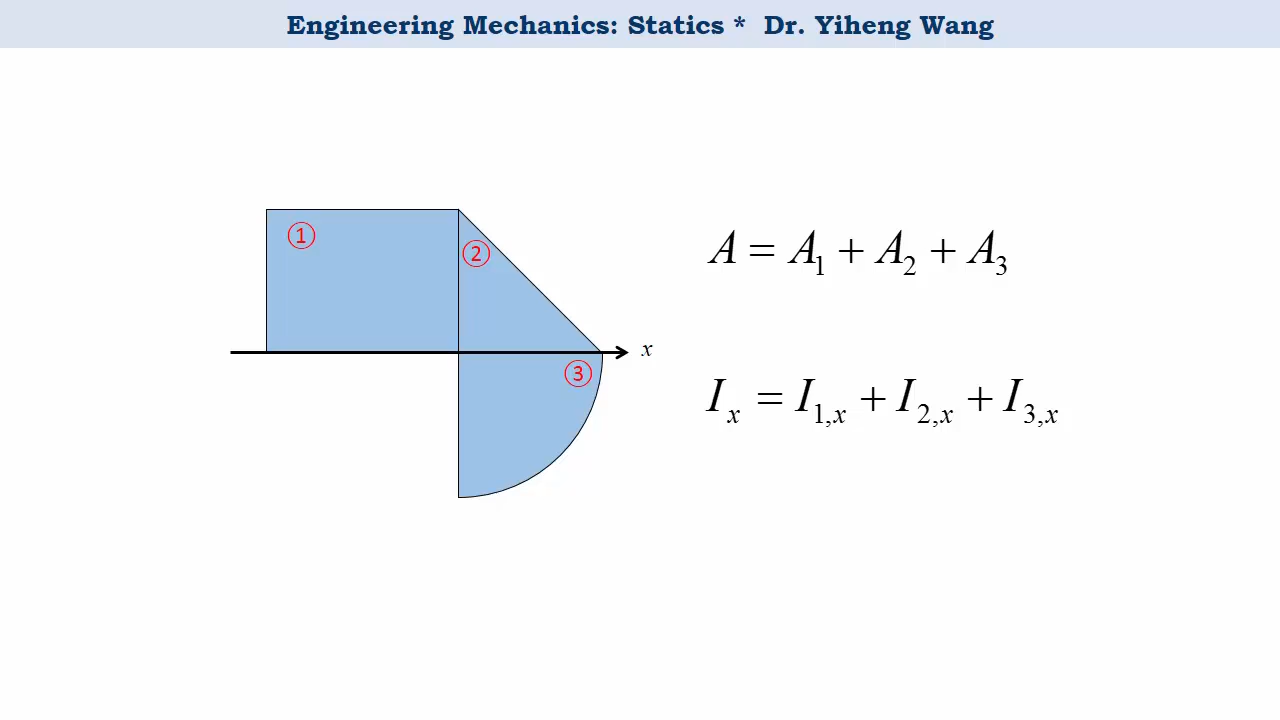 Engineering Mechanics: Statics * Dr. Yiheng Wang
①
②
A = A₁ + A₂ + A₃
x
③
Iₓ = I₁,ₓ + I₂,ₓ + I₃,ₓ